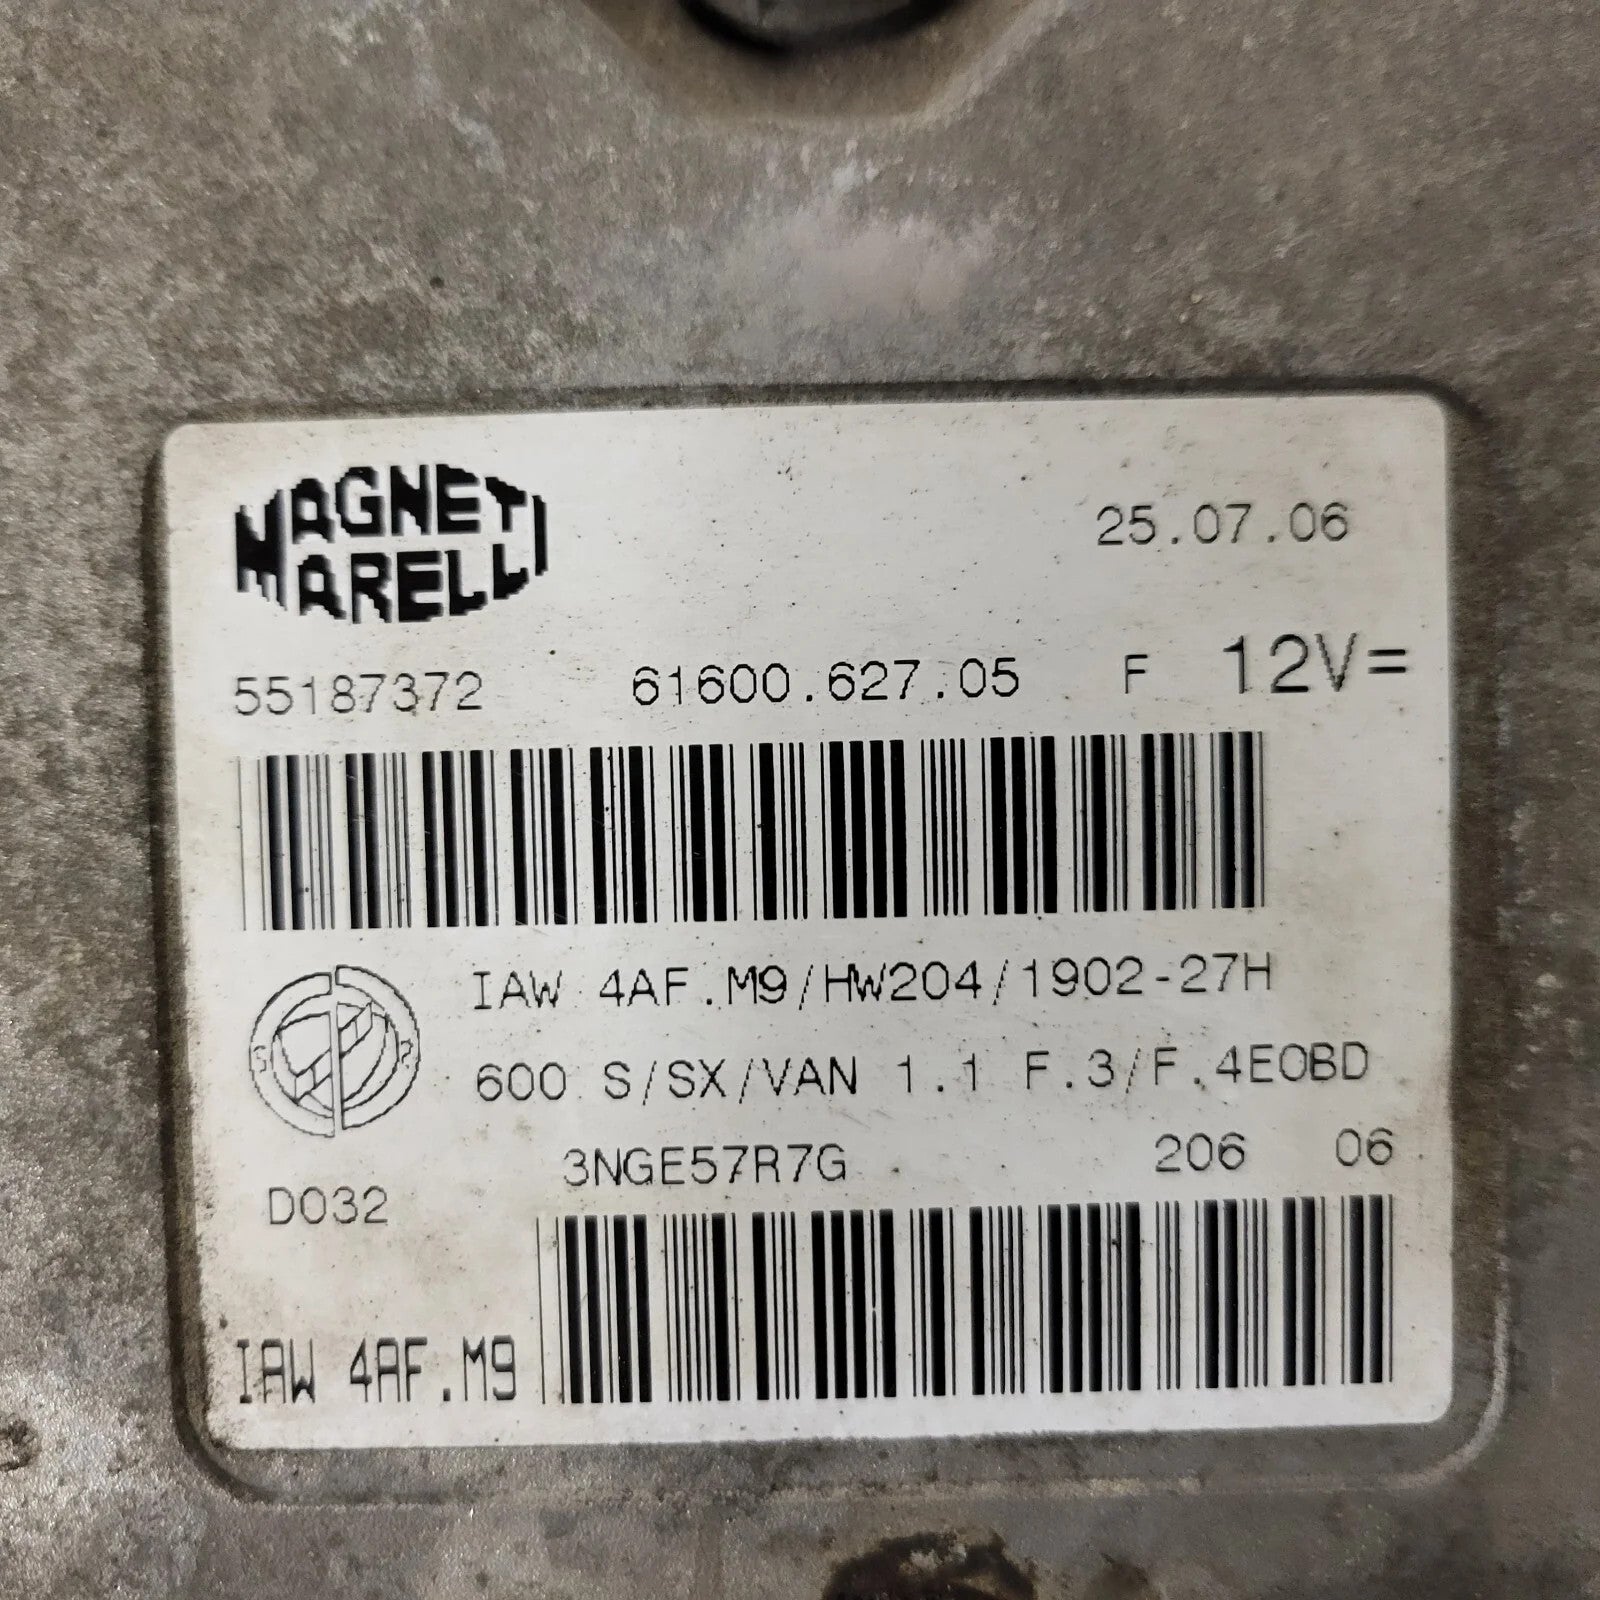 MAGNETI
MARELLI
25.07.06
55187372 61600.627.05 F 12V=
IAW 4AF.M9/HW204/1902-27H
600 S/SX/VAN 1.1 F.3/F.4EOBD
3NGE57R7G 206 06
D032
IAW 4AF.M9